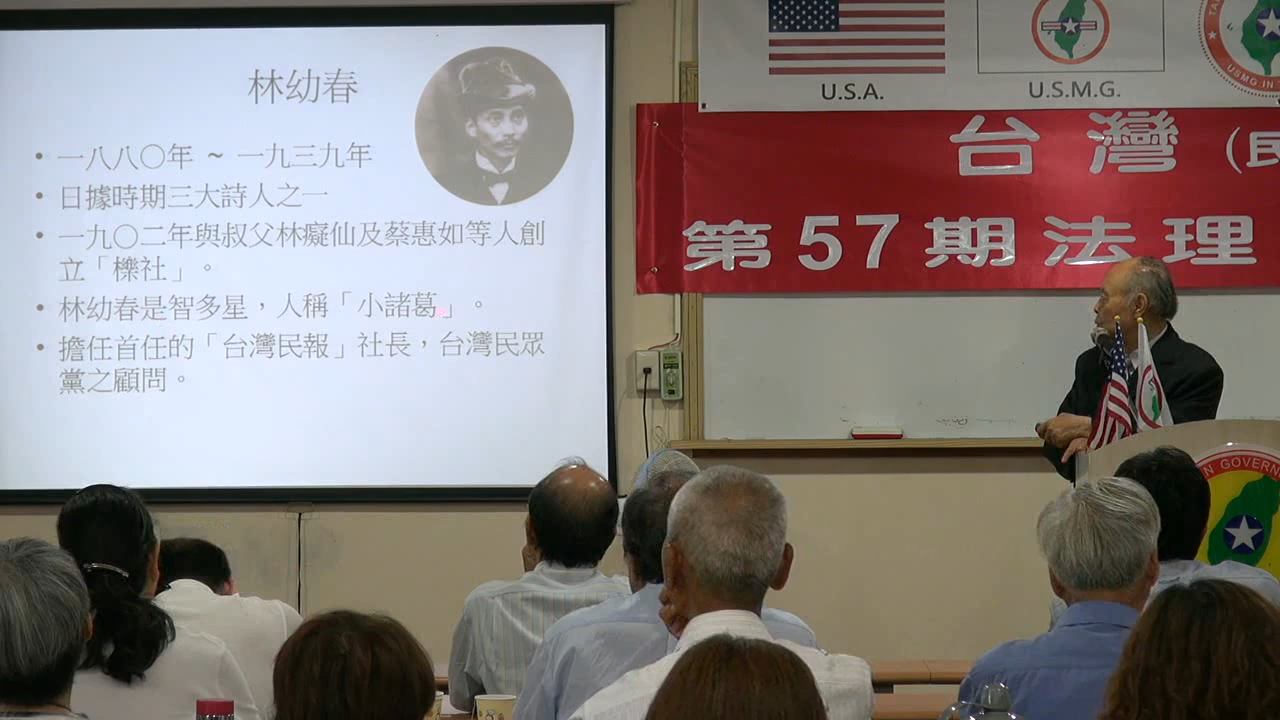 林幼春
• 一八八〇年 ~ 一九三九年
• 日據時期三大詩人之一
• 一九〇二年與叔父林癡仙及蔡惠如等人創
立「櫟社」。
• 林幼春是智多星，人稱「小諸葛」。
• 擔任首任的「台灣民報」社長，台灣民眾
黨之顧問。
U.S.A.
U.S.M.G.
USMG IN T
台灣（民
第57期法理
N GOVERN